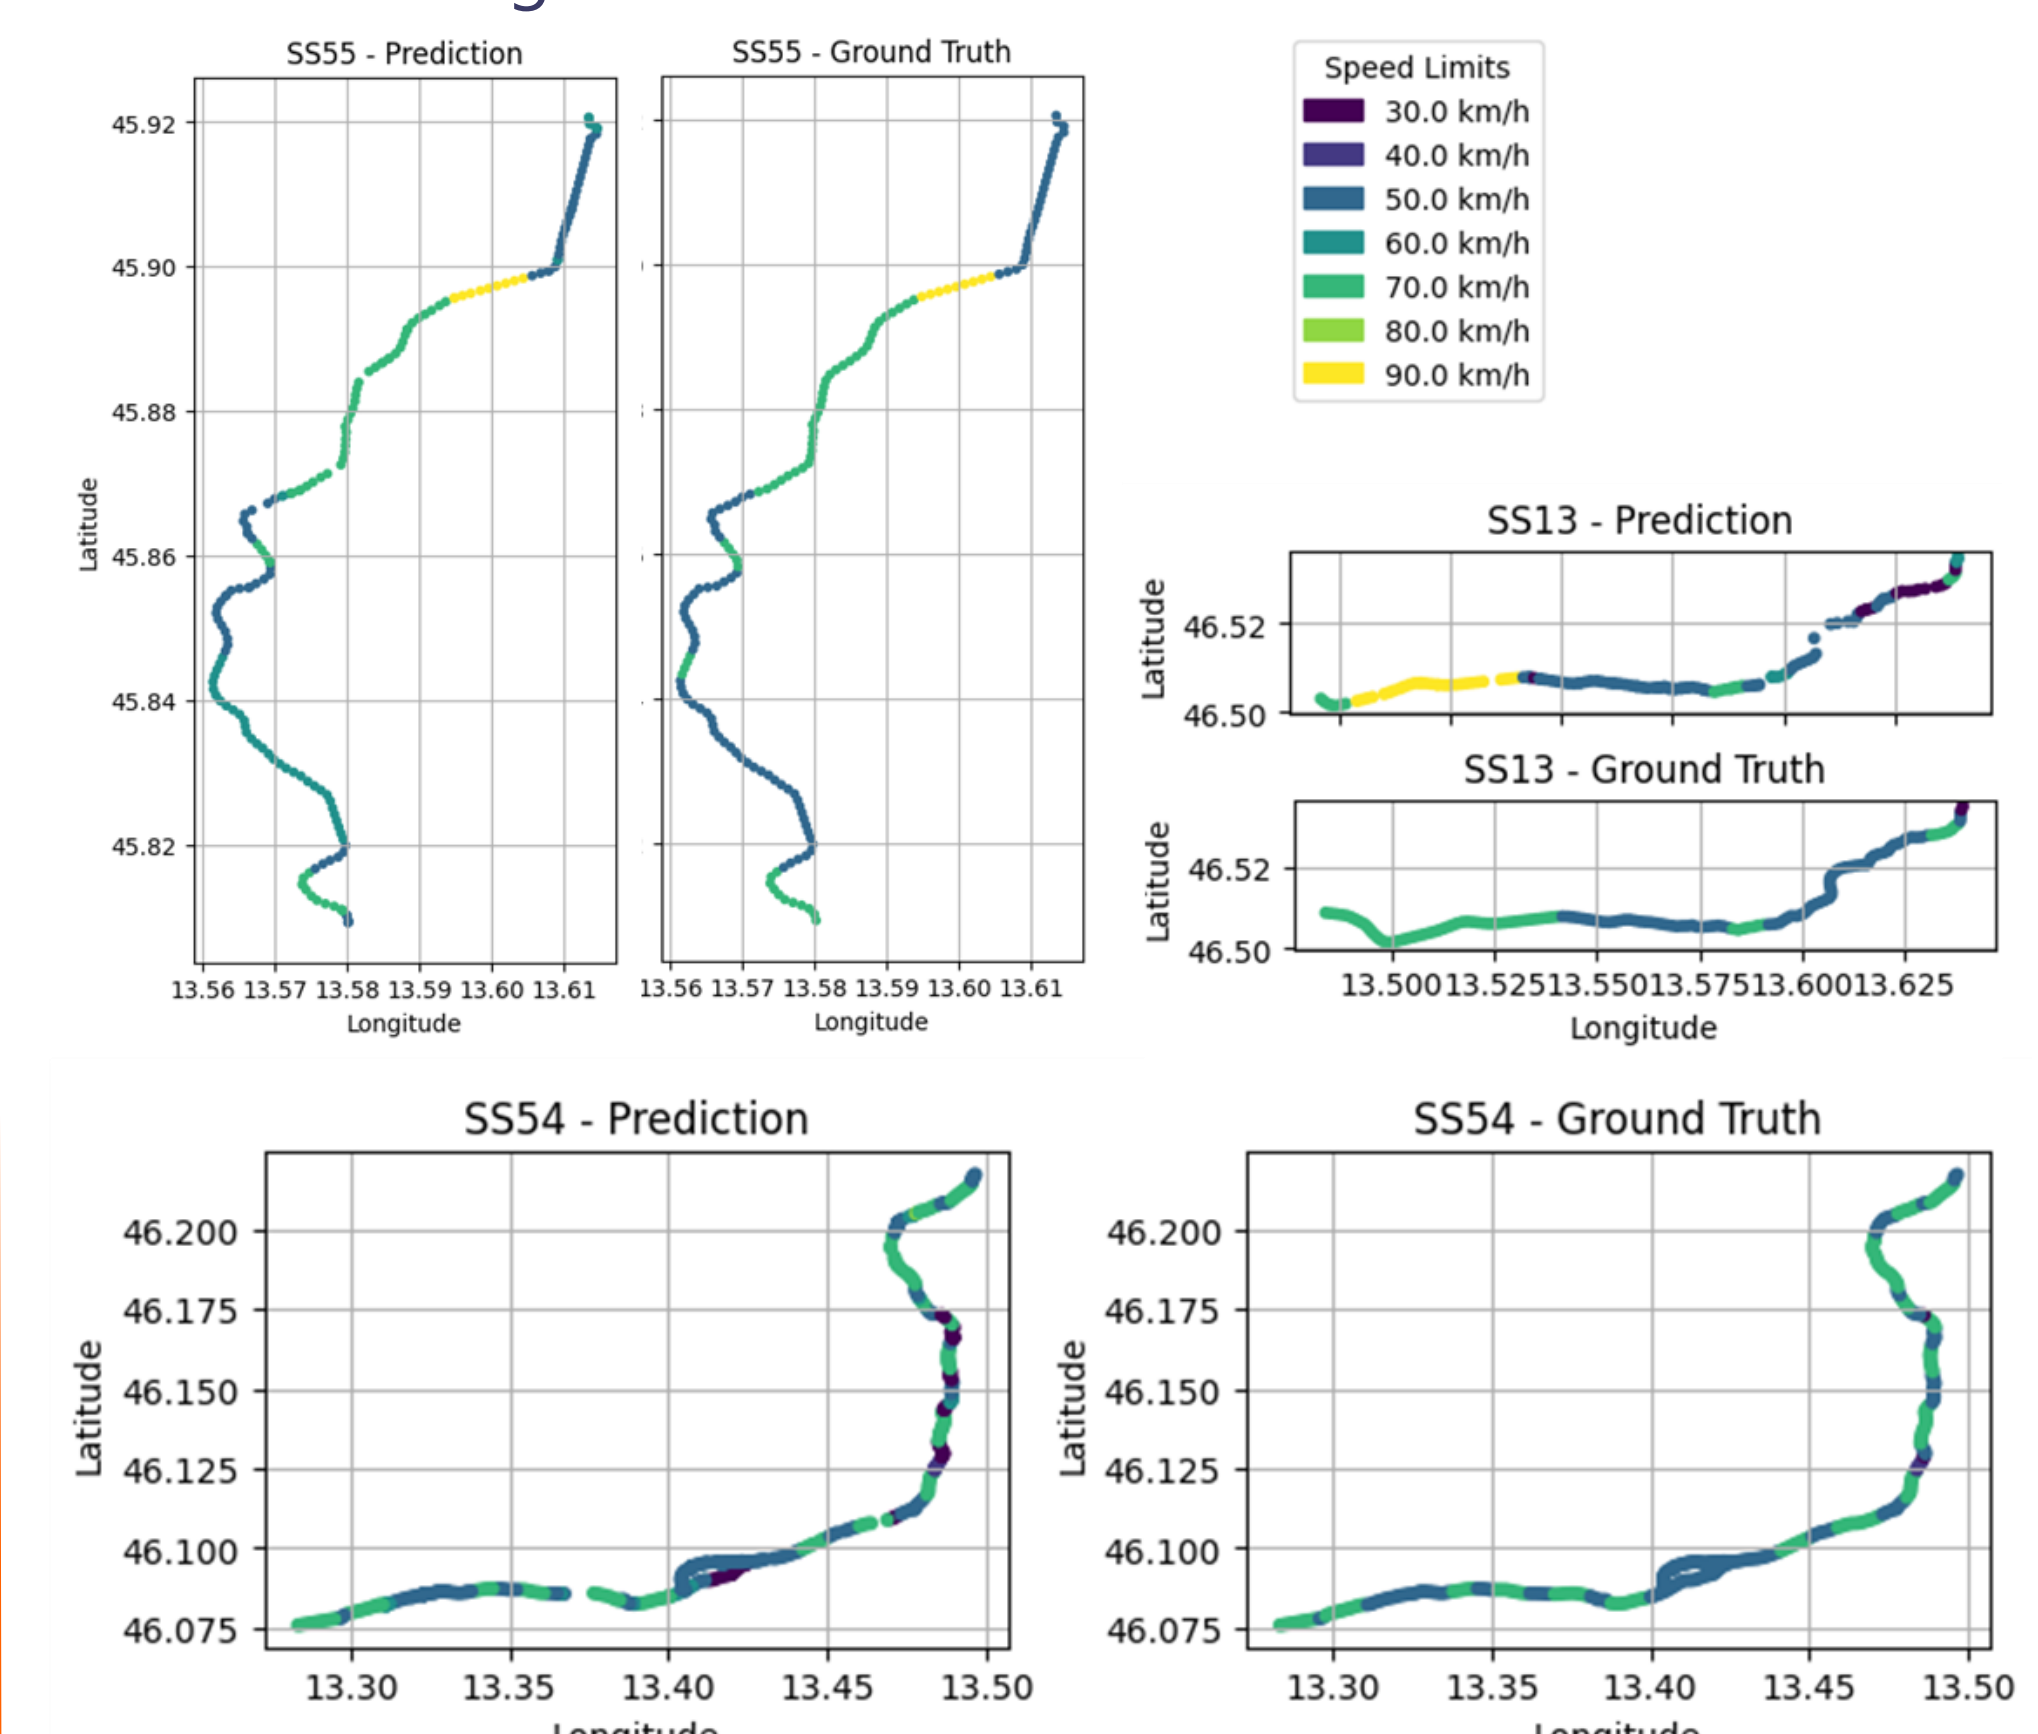 SS55 - Prediction
45.92
45.90
45.88
45.86
45.84
45.82
Latitude
13.56 13.57 13.58 13.59 13.60 13.61
Longitude
SS55 - Ground Truth
13.56 13.57 13.58 13.59 13.60 13.61
Longitude
Speed Limits
30.0 km/h
40.0 km/h
50.0 km/h
60.0 km/h
70.0 km/h
80.0 km/h
90.0 km/h
SS13 - Prediction
Latitude
46.52
46.50
SS13 - Ground Truth
Latitude
46.52
46.50
13.500 13.525 13.550 13.575 13.600 13.625
Longitude
SS54 - Prediction
46.200
46.175
46.150
46.125
46.100
46.075
Latitude
13.30 13.35 13.40 13.45 13.50
Longitude
SS54 - Ground Truth
46.200
46.175
46.150
46.125
46.100
46.075
Latitude
13.30 13.35 13.40 13.45 13.50
Longitude